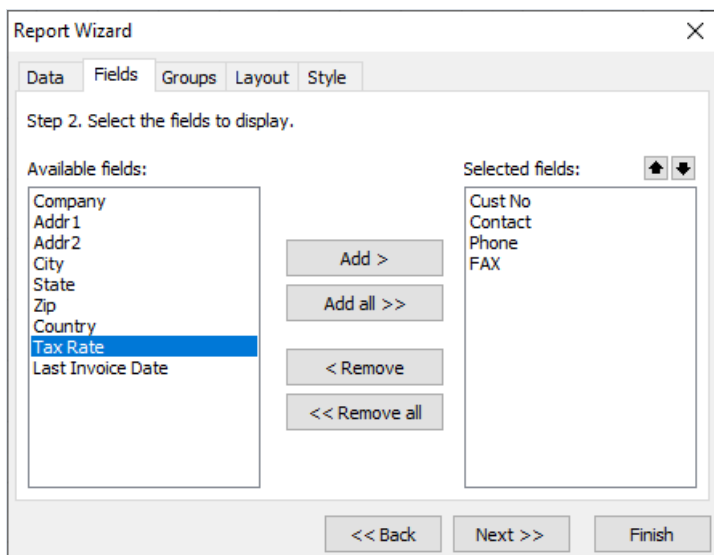 Report Wizard
Data Fields Groups Layout Style
Step 2. Select the fields to display.
Available fields:
Company
Addr1
Addr2
City
State
Zip
Country
Tax Rate
Last Invoice Date
Add >
Add all >>
< Remove
<< Remove all
Selected fields:
Cust No
Contact
Phone
FAX
<< Back Next >> Finish